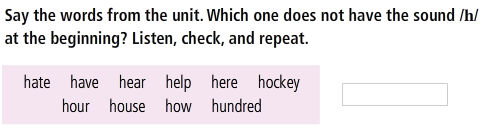 Say the words from the unit. Which one does not have the sound /h/
at the beginning? Listen, check, and repeat.
hate have hear help here hockey
hour house how hundred